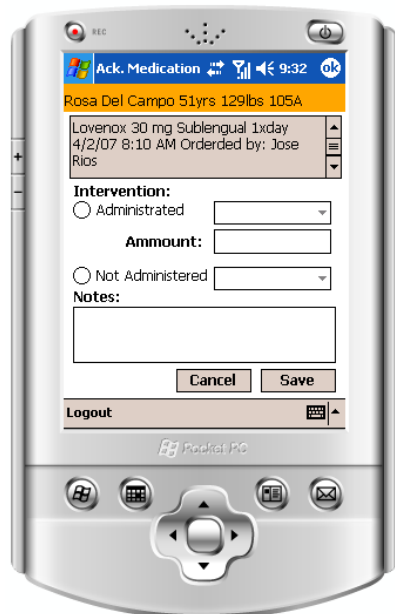 REC
Ack. Medication 9:32 ok
Rosa Del Campo 51yrs 129lbs 105A
Lovenox 30 mg Sublengual 1xday
4/2/07 8:10 AM Orderded by: Jose
Rios
Intervention:
Administrated
Ammount:
Not Administered
Notes:
Cancel Save
Logout
Pocket PC